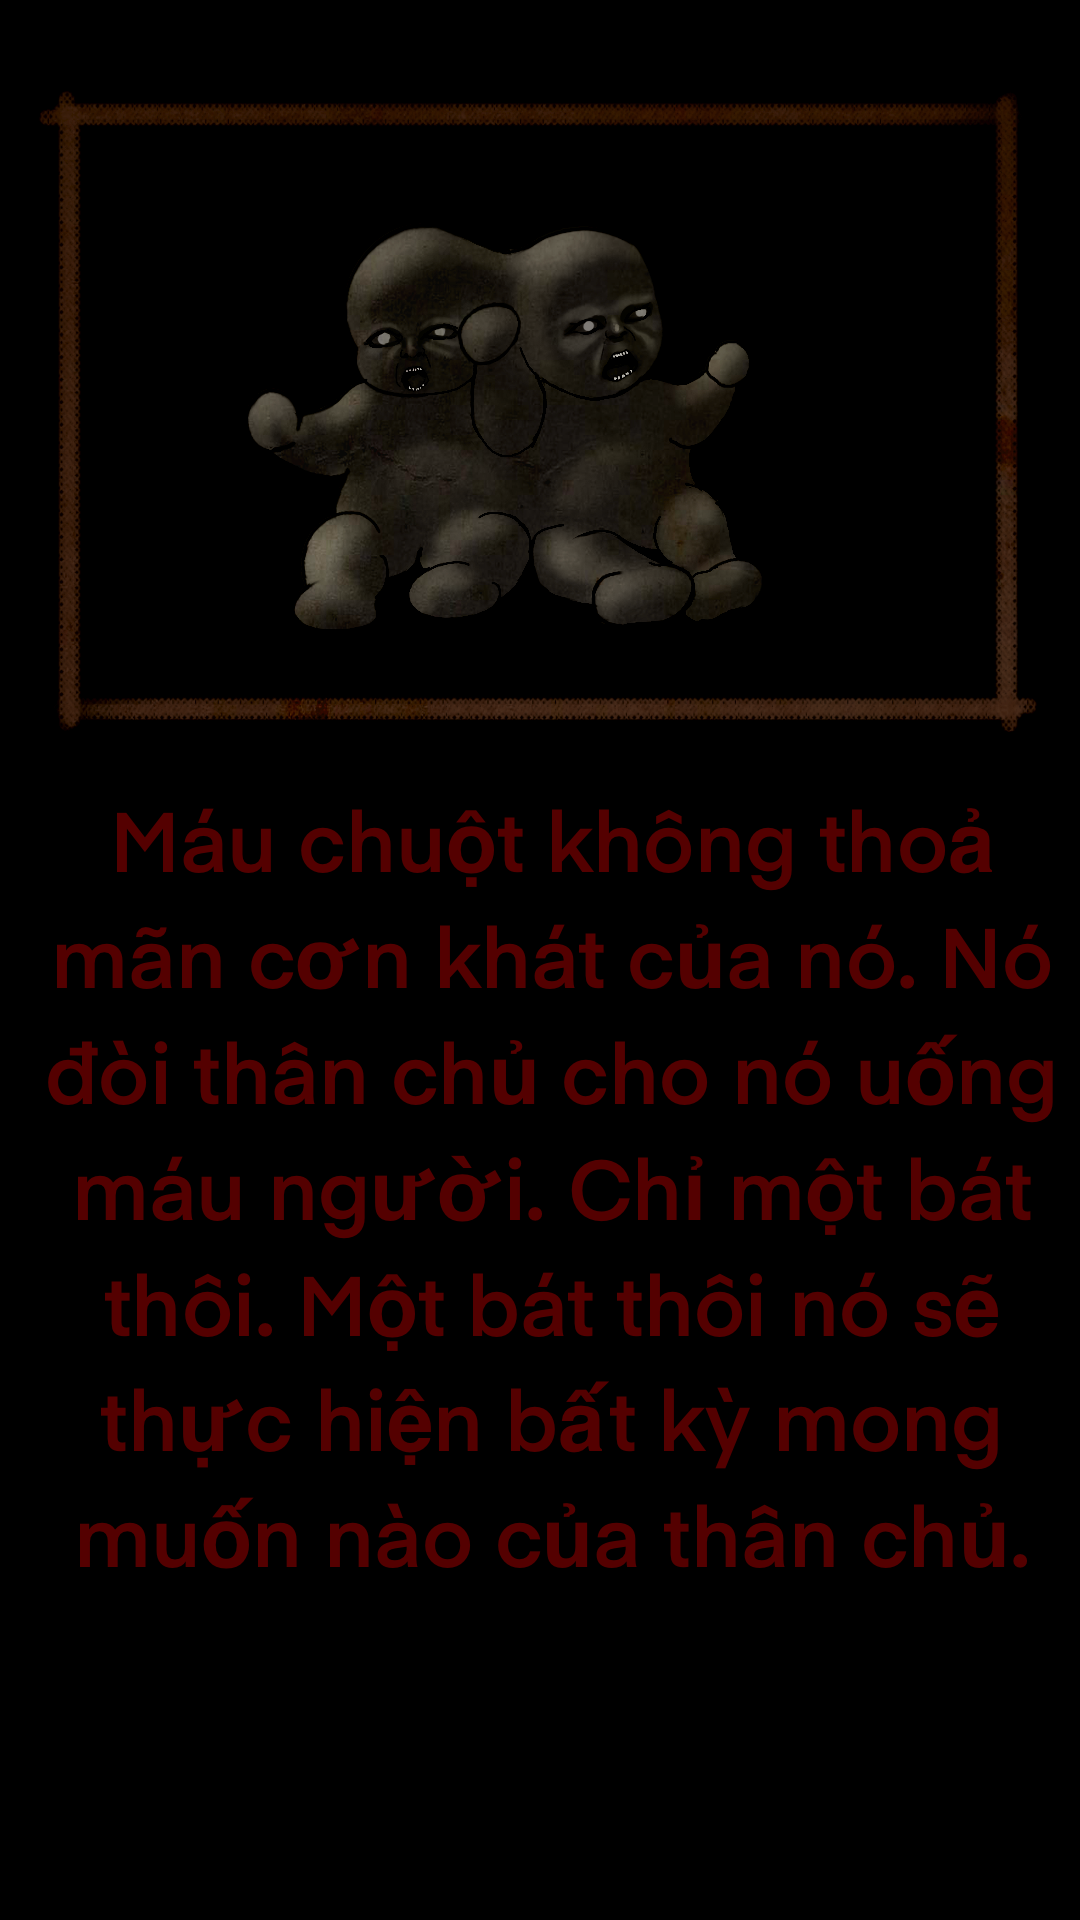 Máu chuột không thoả
mãn cơn khát của nó. Nó
đòi thân chủ cho nó uống
máu người. Chỉ một bát
thôi. Một bát thôi nó sẽ
thực hiện bất kỳ mong
muốn nào của thân chủ.